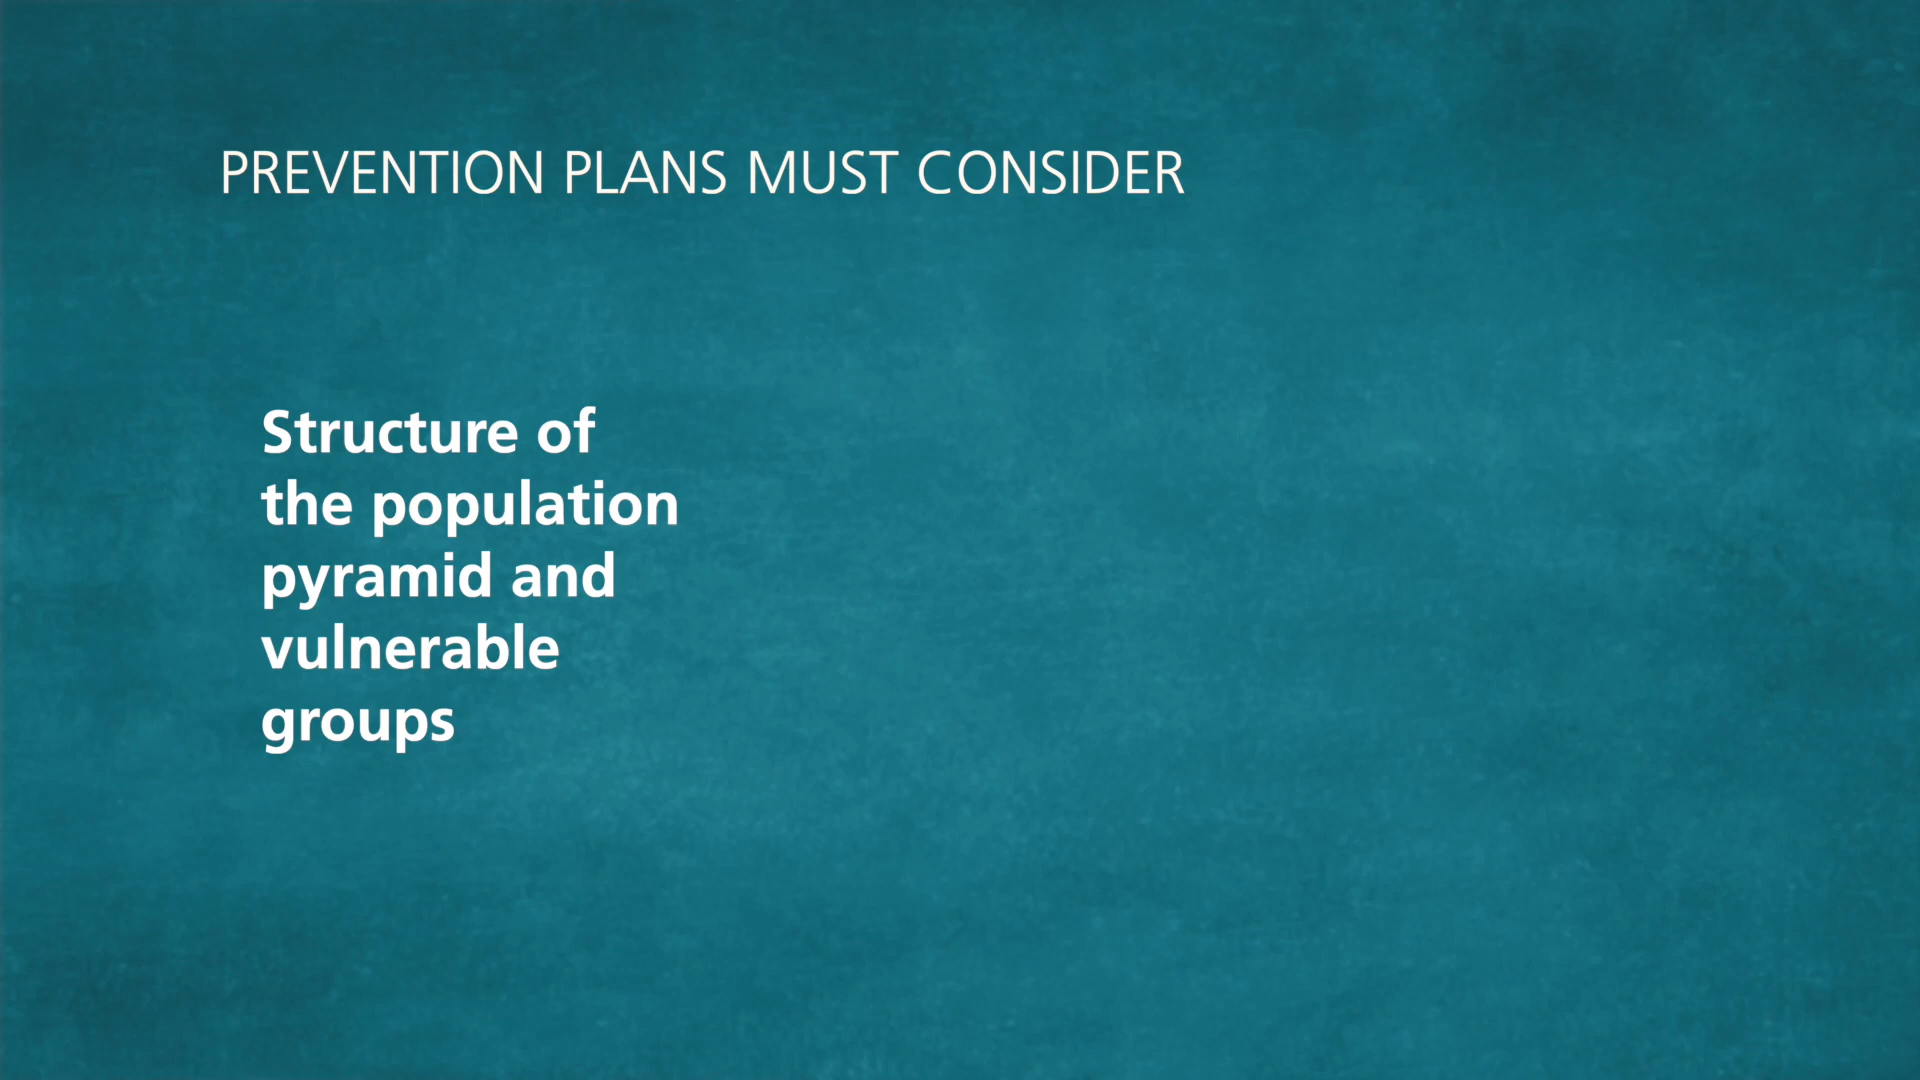 PREVENTION PLANS MUST CONSIDER
Structure of
the population
pyramid and
vulnerable
groups